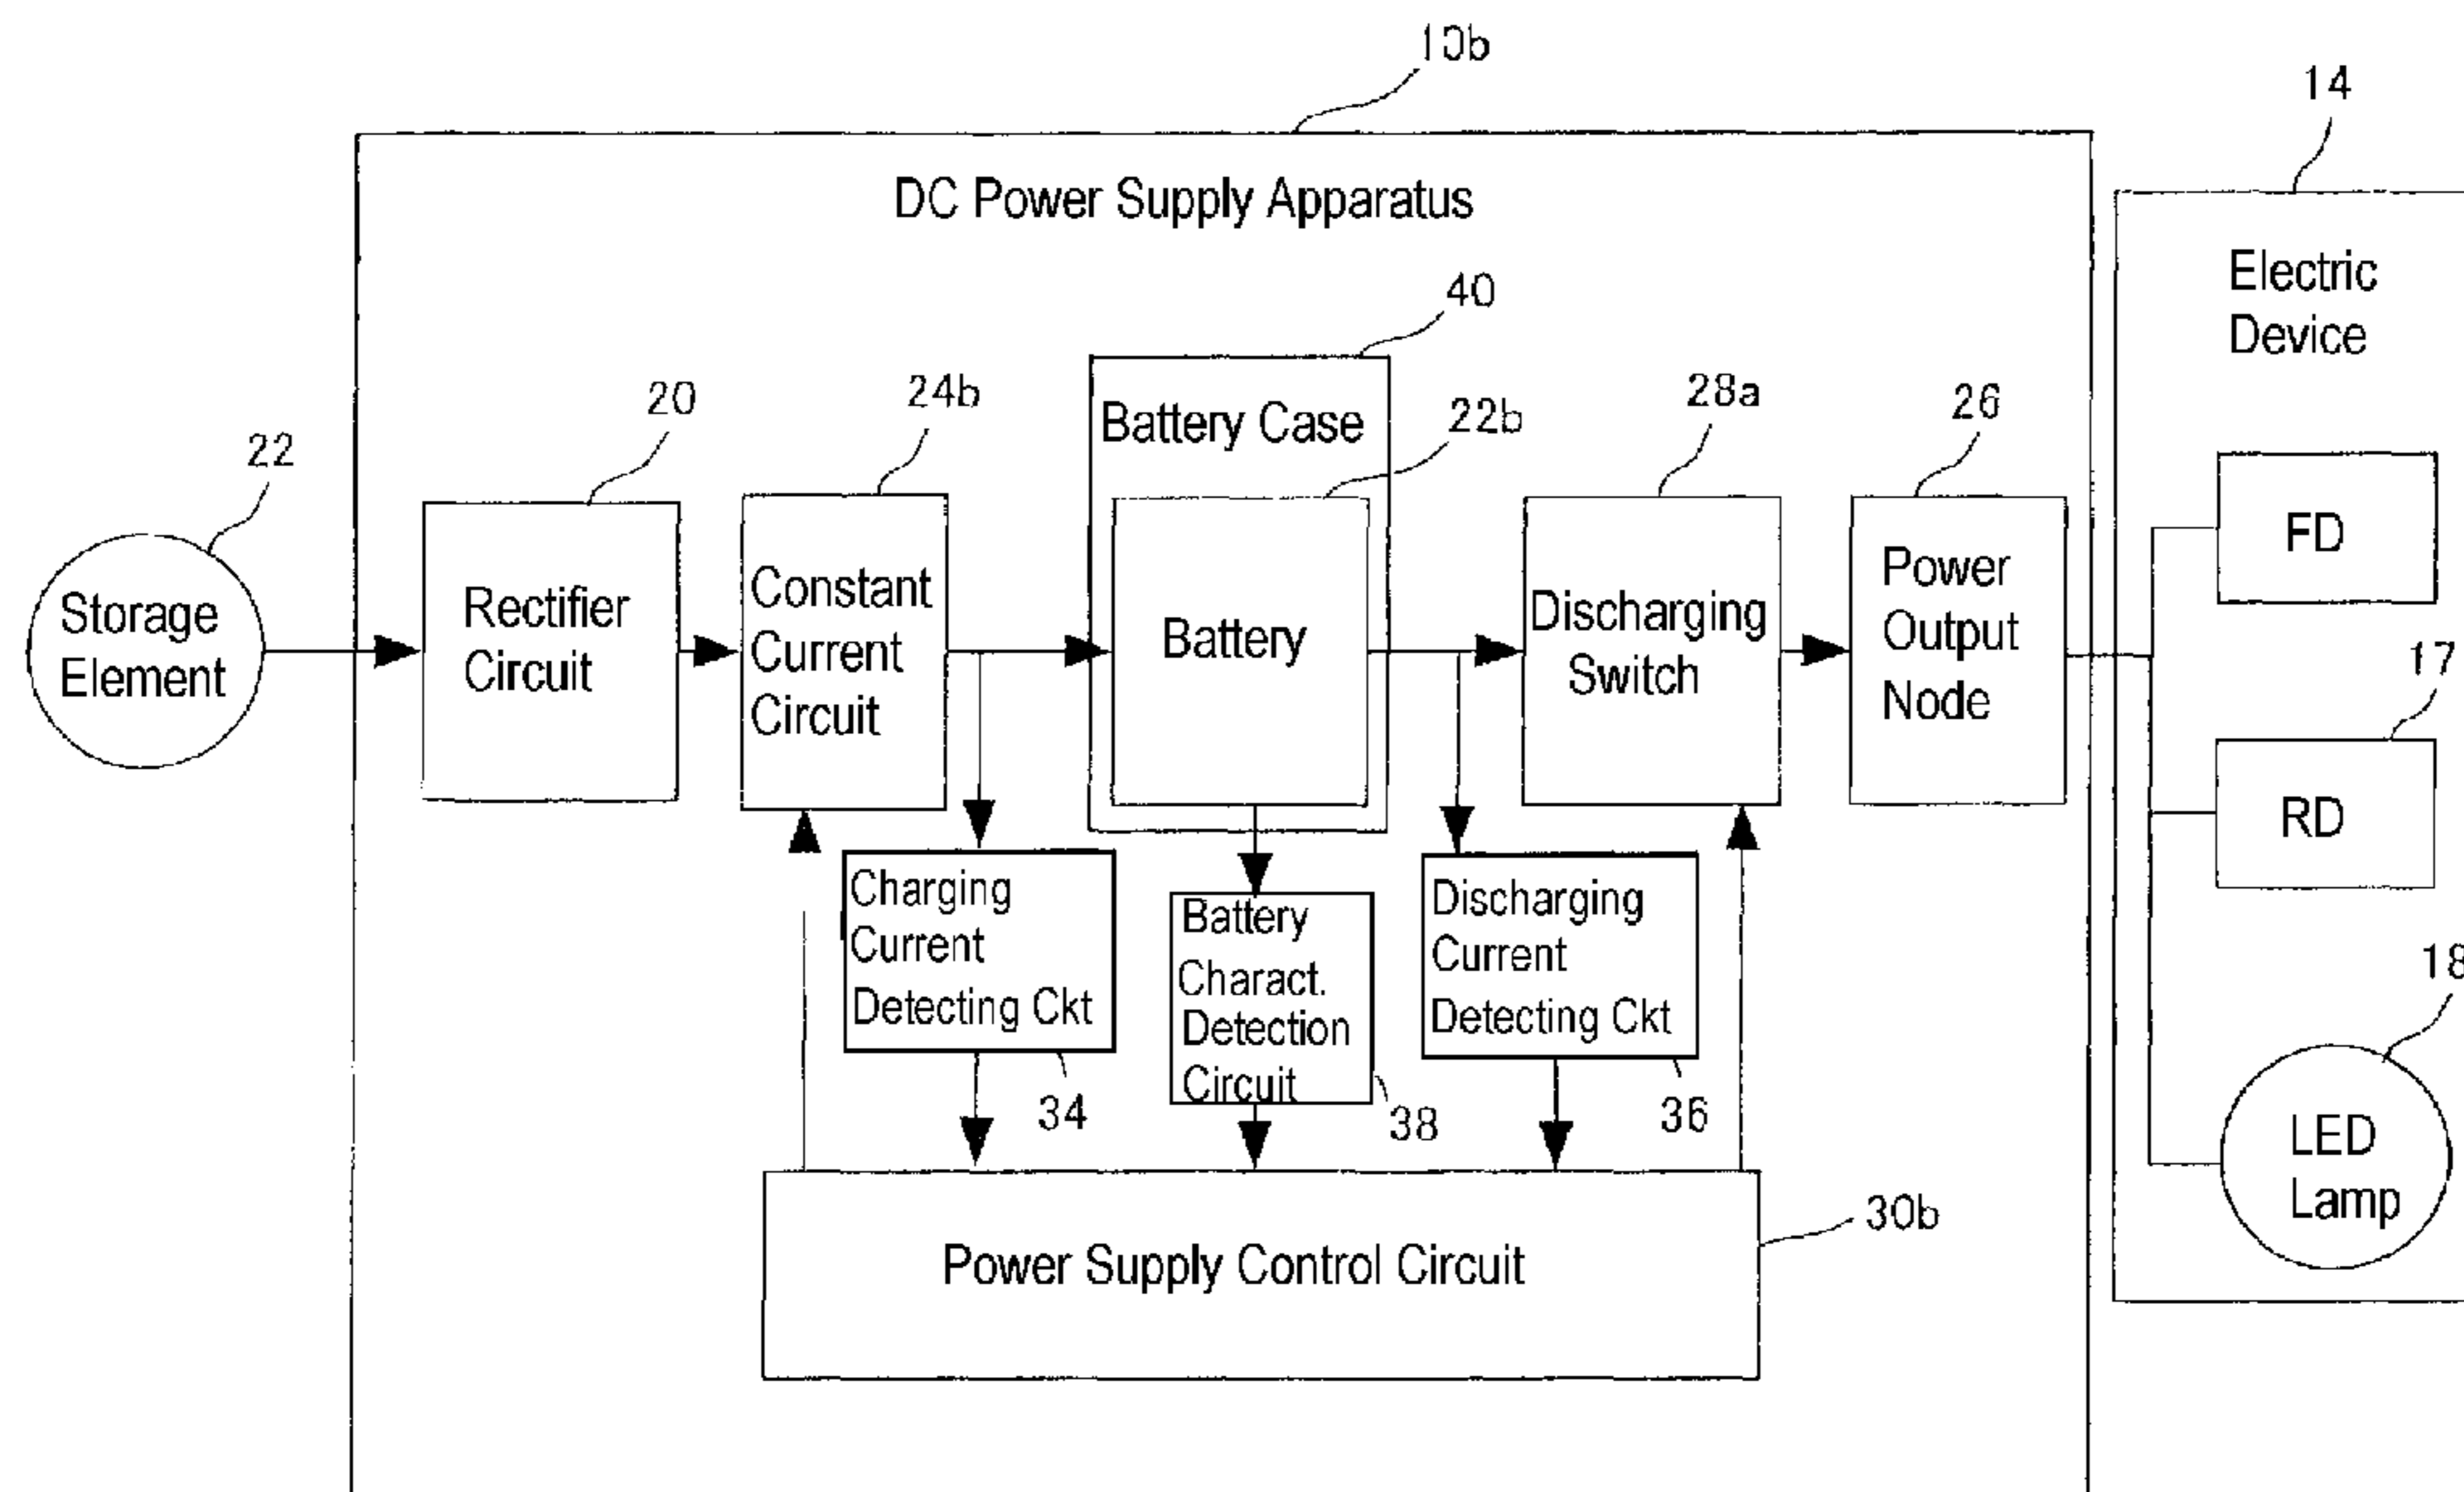 10b
14
DC Power Supply Apparatus
Electric
Device
40
20
24b
Battery Case
22b
28a
26
22
Storage
Element
Rectifier
Circuit
Constant
Current
Circuit
Battery
Discharging
Switch
Power
Output
Node
FD
17
RD
18
LED
Lamp
Charging
Current
Detecting Ckt
34
Battery
Charact.
Detection
Circuit
38
Discharging
Current
Detecting Ckt
36
Power Supply Control Circuit
30b